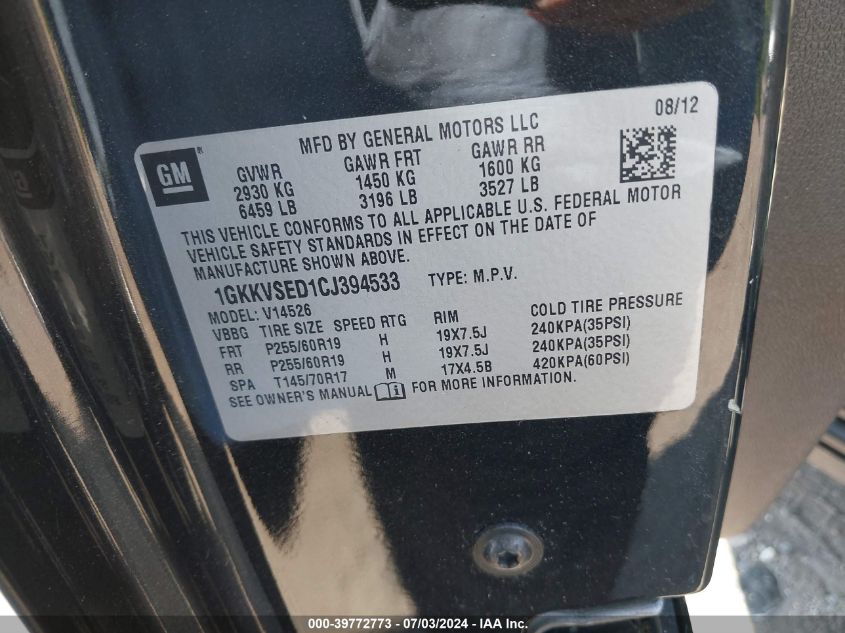 MFD BY GENERAL MOTORS LLC 08/12
GM®
GVWR GAWR FRT GAWR RR
2930 KG 1450 KG 1600 KG
6459 LB 3196 LB 3527 LB
THIS VEHICLE CONFORMS TO ALL APPLICABLE U.S. FEDERAL MOTOR
VEHICLE SAFETY STANDARDS IN EFFECT ON THE DATE OF
MANUFACTURE SHOWN ABOVE.
1GKKVSED1CJ394533 TYPE: M.P.V.
MODEL: V14526
VBBG TIRE SIZE SPEED RTG RIM COLD TIRE PRESSURE
FRT P255/60R19 H 19X7.5J 240KPA(35PSI)
RR P255/60R19 H 19X7.5J 240KPA(35PSI)
SPA T145/70R17 M 17X4.5B 420KPA(60PSI)
SEE OWNER'S MANUAL FOR MORE INFORMATION.
000-39772773 - 07/03/2024 - IAA Inc.